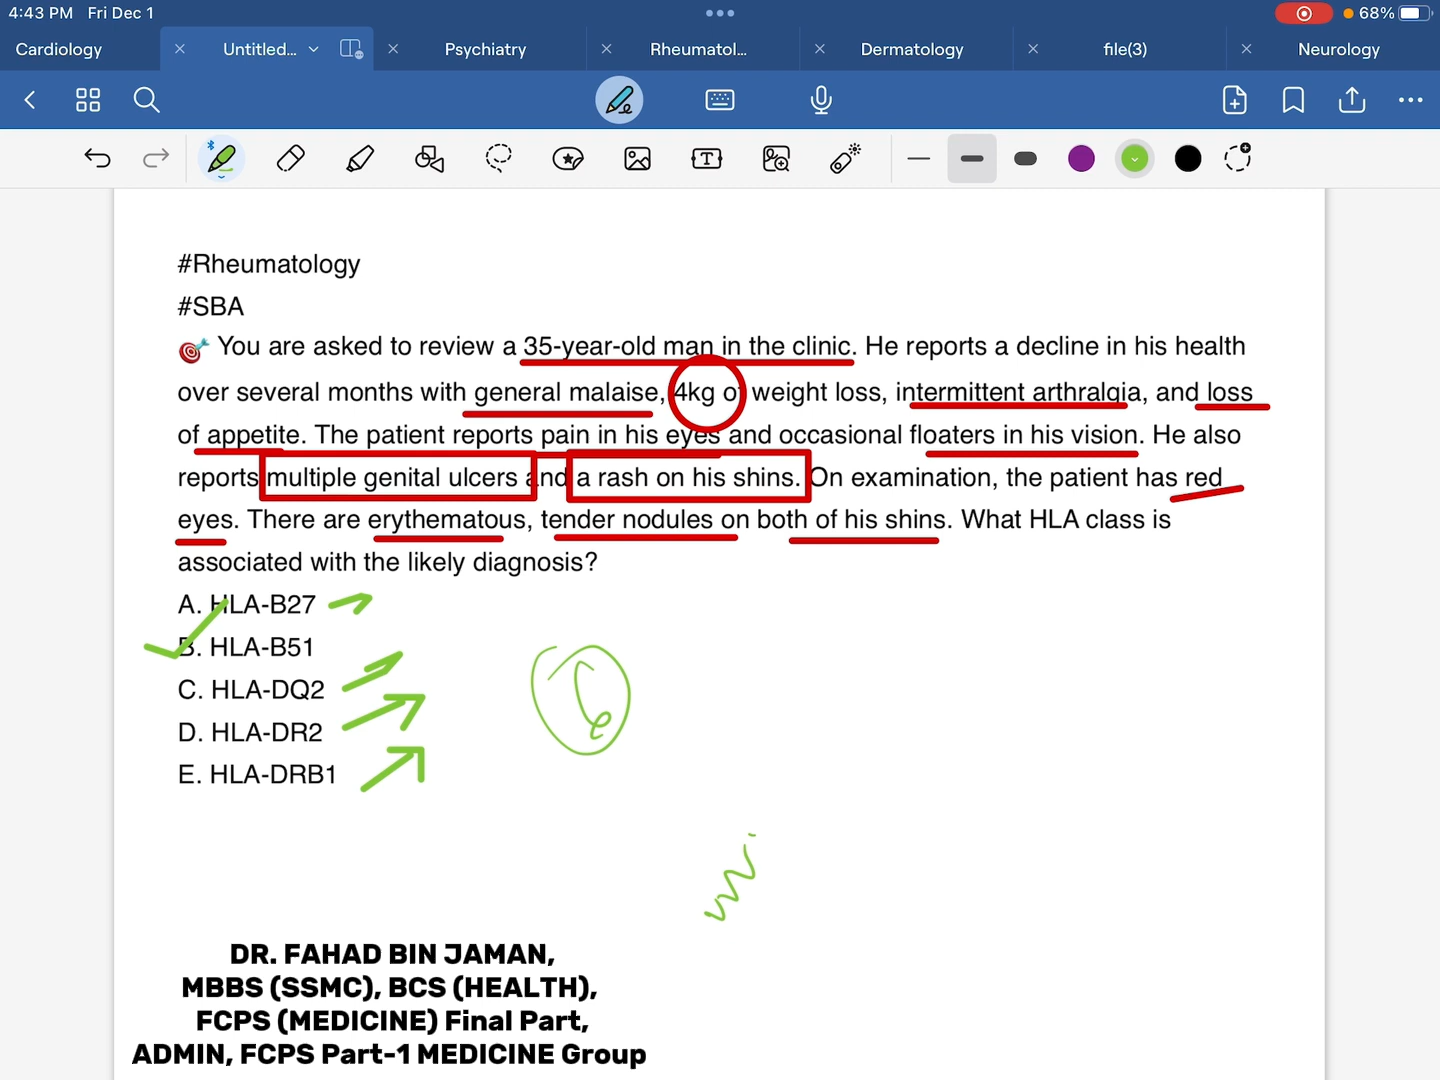 4:43 PM Fri Dec 1
68%
Cardiology
Untitled...
Psychiatry
Rheumatol...
Dermatology
file(3)
Neurology
#Rheumatology
#SBA
You are asked to review a 35-year-old man in the clinic. He reports a decline in his health
over several months with general malaise, 4kg of weight loss, intermittent arthralgia, and loss
of appetite. The patient reports pain in his eyes and occasional floaters in his vision. He also
reports multiple genital ulcers and a rash on his shins. On examination, the patient has red
eyes. There are erythematous, tender nodules on both of his shins. What HLA class is
associated with the likely diagnosis?
A. HLA-B27
B. HLA-B51
C. HLA-DQ2
D. HLA-DR2
E. HLA-DRB1
DR. FAHAD BIN JAMAN,
MBBS (SSMC), BCS (HEALTH),
FCPS (MEDICINE) Final Part,
ADMIN, FCPS Part-1 MEDICINE Group